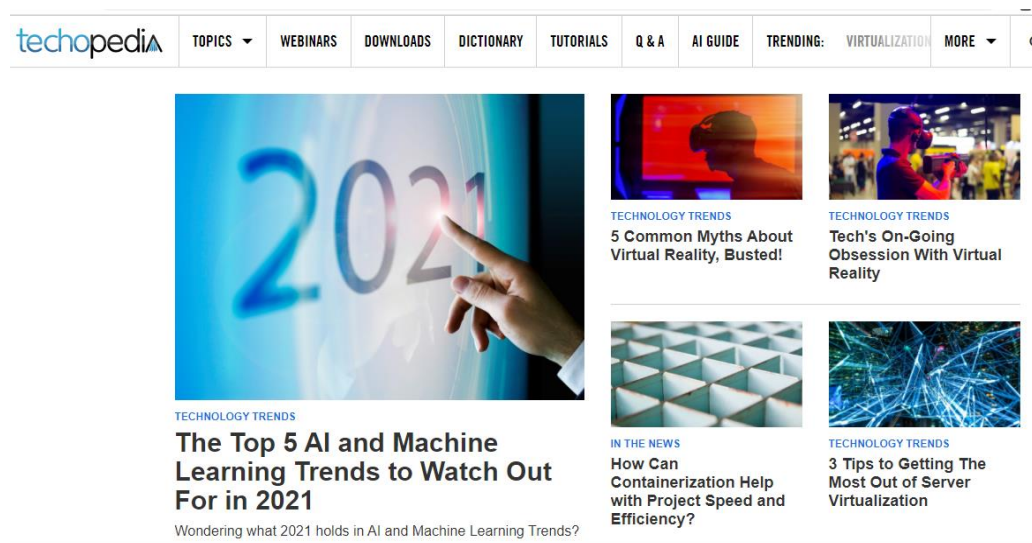 techopedia
TOPICS
WEBINARS
DOWNLOADS
DICTIONARY
TUTORIALS
Q & A
AI GUIDE
TRENDING:
VIRTUALIZATION
MORE
2021
TECHNOLOGY TRENDS
The Top 5 AI and Machine
Learning Trends to Watch Out
For in 2021
Wondering what 2021 holds in AI and Machine Learning Trends?
TECHNOLOGY TRENDS
5 Common Myths About
Virtual Reality, Busted!
TECHNOLOGY TRENDS
Tech's On-Going
Obsession With Virtual
Reality
IN THE NEWS
How Can
Containerization Help
with Project Speed and
Efficiency?
TECHNOLOGY TRENDS
3 Tips to Getting The
Most Out of Server
Virtualization